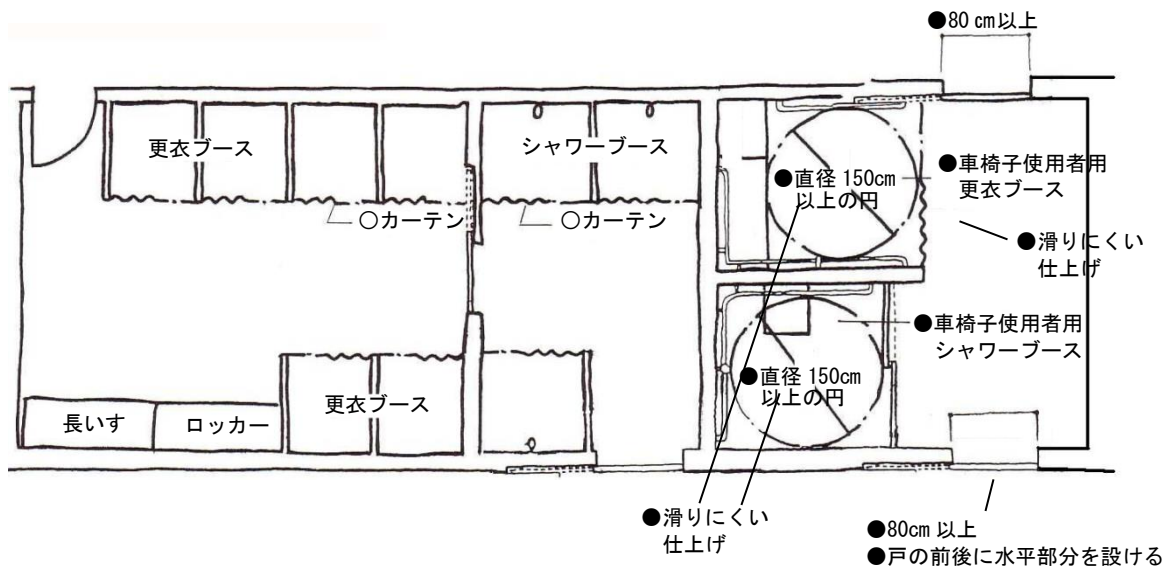 ●80 cm以上
更衣ブース
シャワーブース
●車椅子使用者用
更衣ブース
●直径 150cm
以上の円
○カーテン
○カーテン
●滑りにくい
仕上げ
●車椅子使用者用
シャワーブース
●直径 150cm
以上の円
更衣ブース
長いす
ロッカー
●滑りにくい
仕上げ
●80cm 以上
●戸の前後に水平部分を設ける